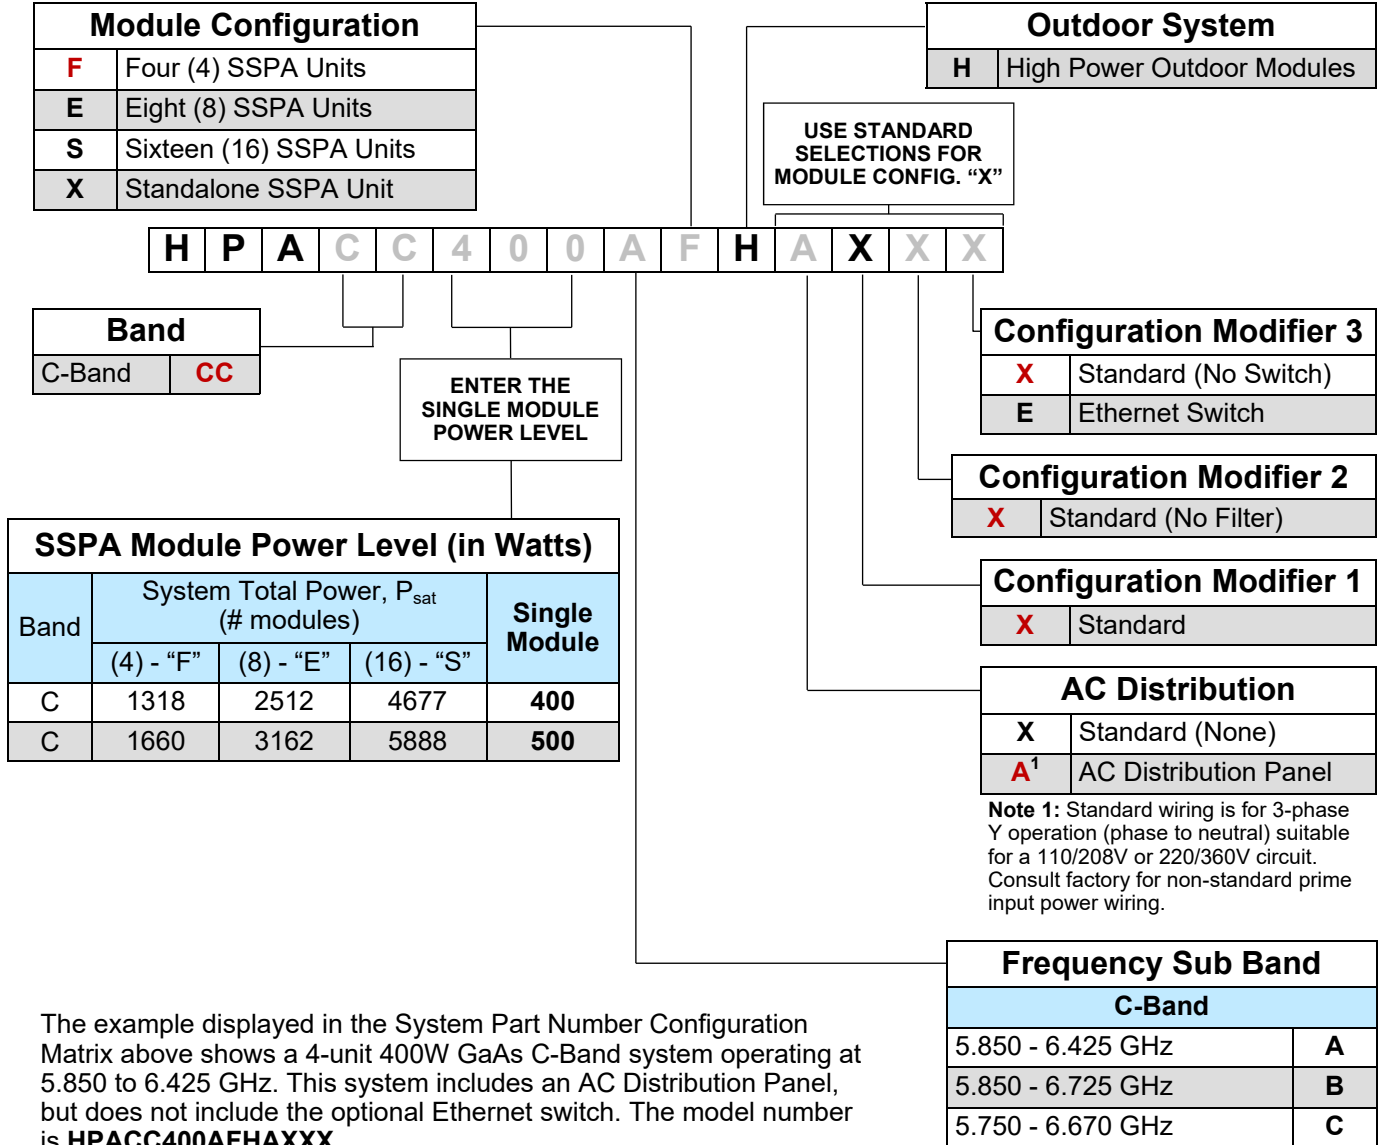 Module Configuration
F Four (4) SSPA Units
E Eight (8) SSPA Units
S Sixteen (16) SSPA Units
X Standalone SSPA Unit
Outdoor System
H High Power Outdoor Modules
USE STANDARD
SELECTIONS FOR
MODULE CONFIG. “X”
H P A C C 4 0 0 A F H A X X X
Band
C-Band CC
ENTER THE
SINGLE MODULE
POWER LEVEL
Configuration Modifier 3
X Standard (No Switch)
E Ethernet Switch
Configuration Modifier 2
X Standard (No Filter)
Configuration Modifier 1
X Standard
SSPA Module Power Level (in Watts)
Band System Total Power, Psat
(# modules) Single
Module
(4) - “F” (8) - “E” (16) - “S”
C 1318 2512 4677 400
C 1660 3162 5888 500
AC Distribution
X Standard (None)
A1 AC Distribution Panel
Note 1: Standard wiring is for 3-phase
Y operation (phase to neutral) suitable
for a 110/208V or 220/360V circuit.
Consult factory for non-standard prime
input power wiring.
Frequency Sub Band
C-Band
5.850 - 6.425 GHz A
5.850 - 6.725 GHz B
5.750 - 6.670 GHz C
The example displayed in the System Part Number Configuration
Matrix above shows a 4-unit 400W GaAs C-Band system operating at
5.850 to 6.425 GHz. This system includes an AC Distribution Panel,
but does not include the optional Ethernet switch. The model number
is HPACC400AFHAXXX